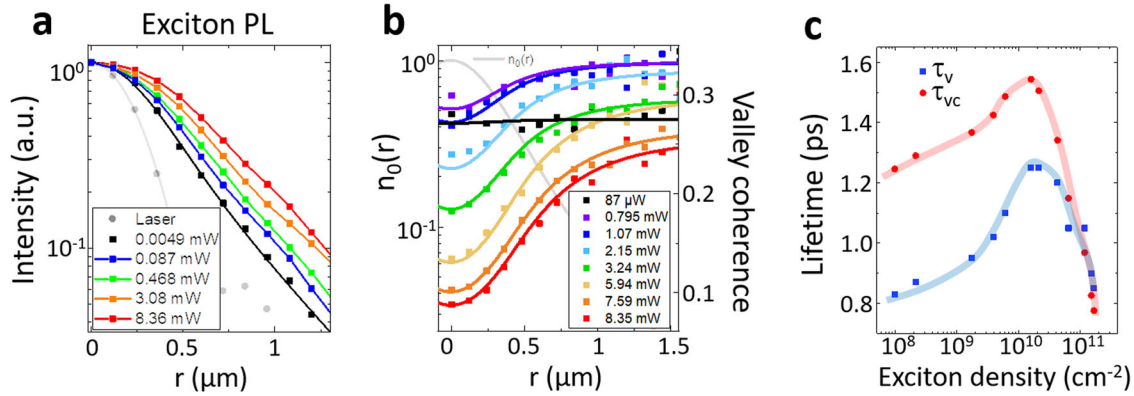 a
Exciton PL
Intensity (a.u.)
10⁰
10⁻¹
Laser
0.0049 mW
0.087 mW
0.468 mW
3.08 mW
8.36 mW
0
0.5
1.0
r (μm)
b
n₀(r)
10⁰
10⁻¹
n₀(r)
Valley coherence
0.3
0.2
0.1
87 μW
0.795 mW
1.07 mW
2.15 mW
3.24 mW
5.94 mW
7.59 mW
8.35 mW
0
0.5
1.0
1.5
r (μm)
c
Lifetime (ps)
1.6
1.4
1.2
1.0
0.8
τᵥ
τᵥc
10⁸
10⁹
10¹⁰
10¹¹
Exciton density (cm⁻²)